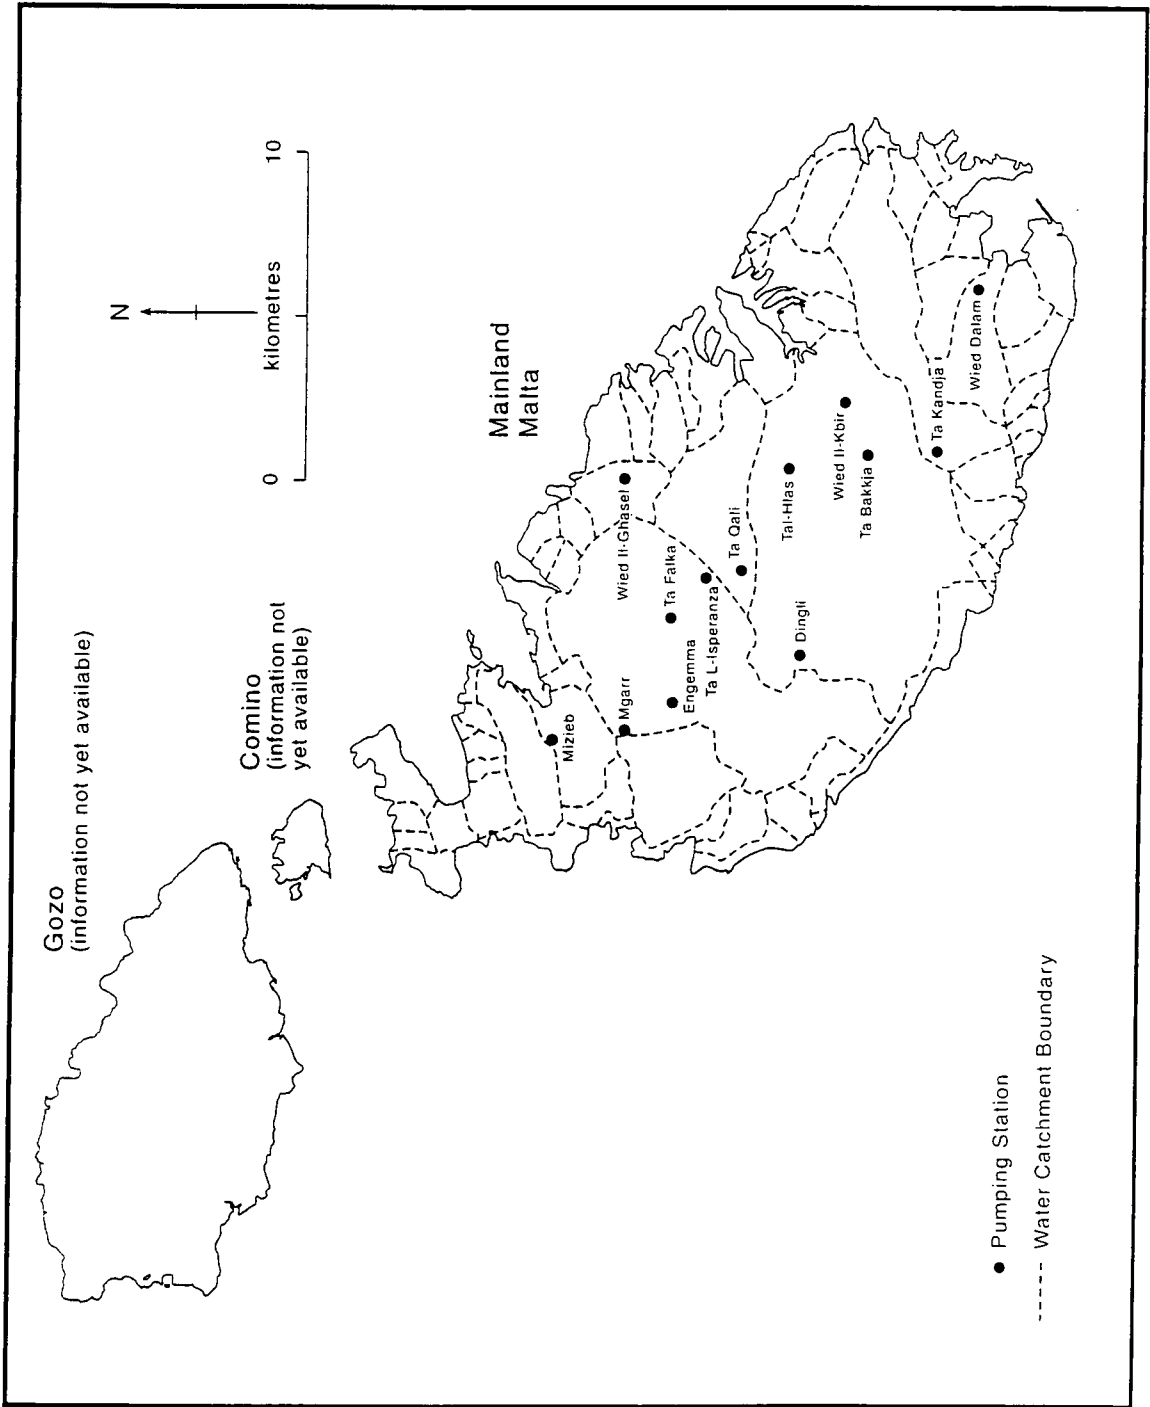 Gozo
(information not yet available)
Comino
(information not
yet available)
N
0
kilometres
10
Mainland
Malta
Mizieb
Mgarr
Engemma
Ta Falka
Ta L-Isperanza
Wied Il-Ghasel
Ta Qali
Dingli
Tal-Hlas
Wied Il-Kbir
Ta Bakkja
Ta Kandja
Wied Dalam
Pumping Station
Water Catchment Boundary